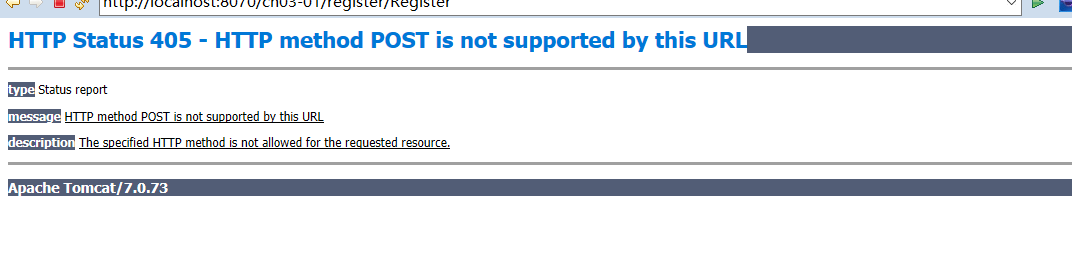 http://localhost:8070/ch03-01/register/Register
HTTP Status 405 - HTTP method POST is not supported by this URL
type Status report
message HTTP method POST is not supported by this URL
description The specified HTTP method is not allowed for the requested resource.
Apache Tomcat/7.0.73